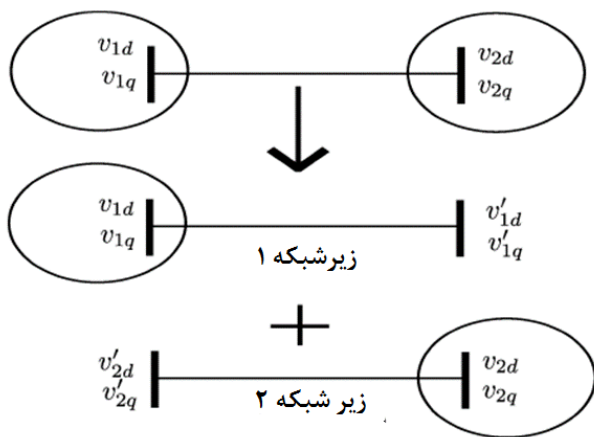 v₁d v₂d
v₁q v₂q
v₁d v′₁d
v₁q v′₁q
زیرشبکه ۱
v′₂d v₂d
v′₂q v₂q
زیر شبکه ۲